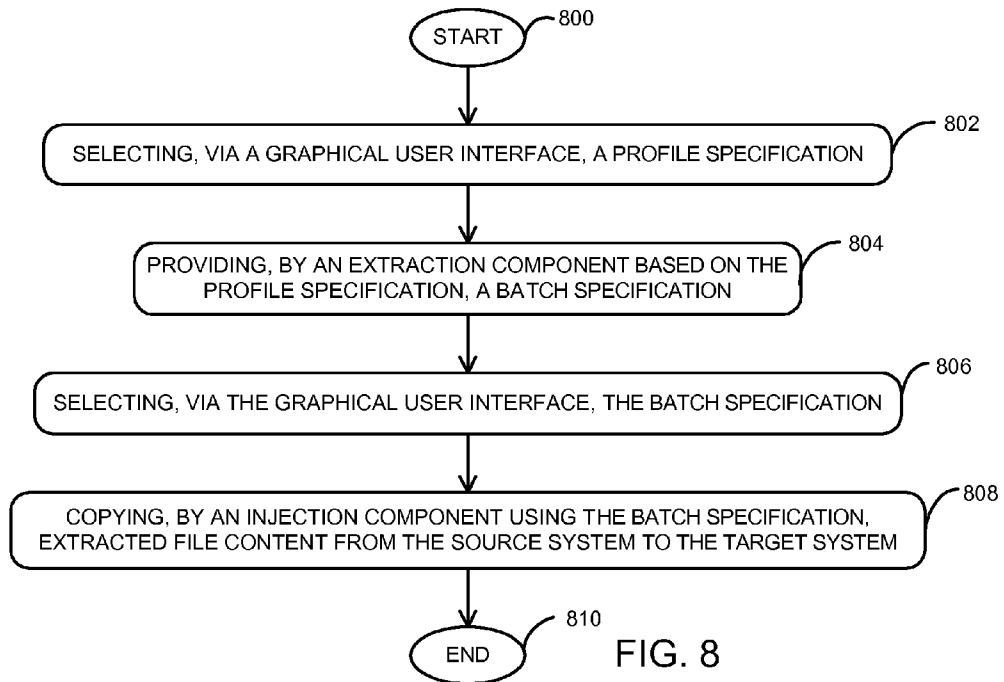 START
800
SELECTING, VIA A GRAPHICAL USER INTERFACE, A PROFILE SPECIFICATION
802
PROVIDING, BY AN EXTRACTION COMPONENT BASED ON THE
PROFILE SPECIFICATION, A BATCH SPECIFICATION
804
SELECTING, VIA THE GRAPHICAL USER INTERFACE, THE BATCH SPECIFICATION
806
COPYING, BY AN INJECTION COMPONENT USING THE BATCH SPECIFICATION,
EXTRACTED FILE CONTENT FROM THE SOURCE SYSTEM TO THE TARGET SYSTEM
808
END
810
FIG. 8